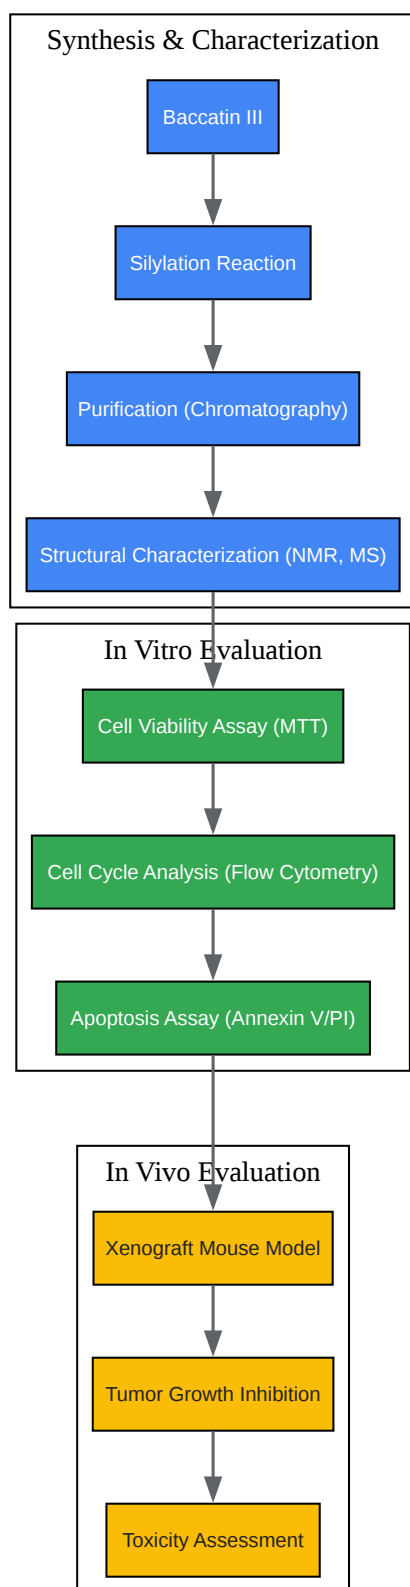 Synthesis & Characterization
Baccatin III
Silylation Reaction
Purification (Chromatography)
Structural Characterization (NMR, MS)
In Vitro Evaluation
Cell Viability Assay (MTT)
Cell Cycle Analysis (Flow Cytometry)
Apoptosis Assay (Annexin V/PI)
In Vivo Evaluation
Xenograft Mouse Model
Tumor Growth Inhibition
Toxicity Assessment